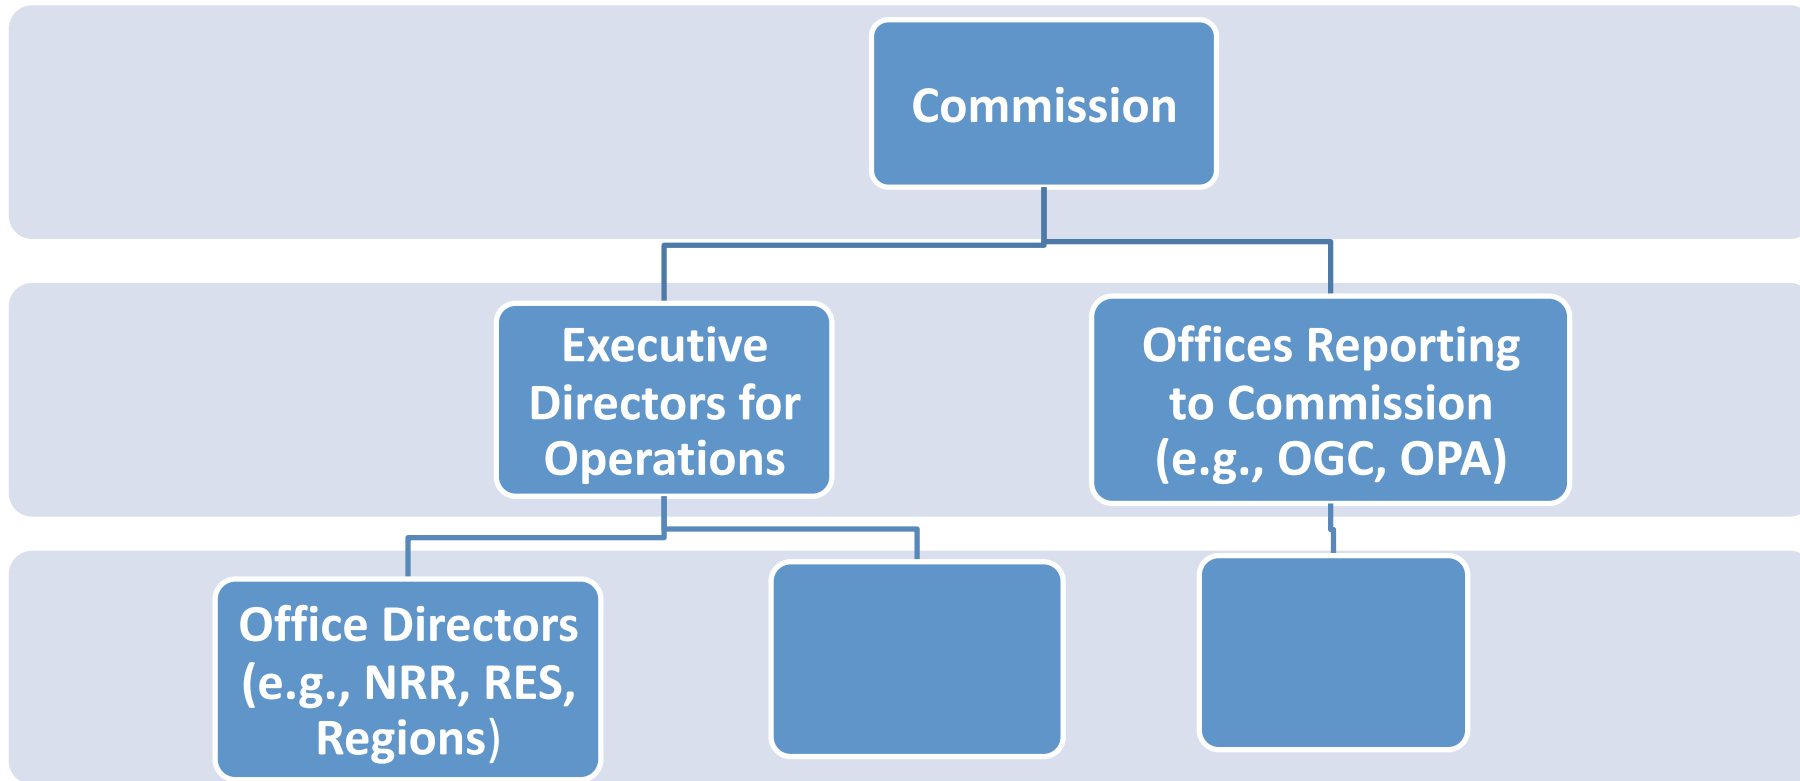 Commission
Executive
Directors for
Operations
Offices Reporting
to Commission
(e.g., OGC, OPA)
Office Directors
(e.g., NRR, RES,
Regions)